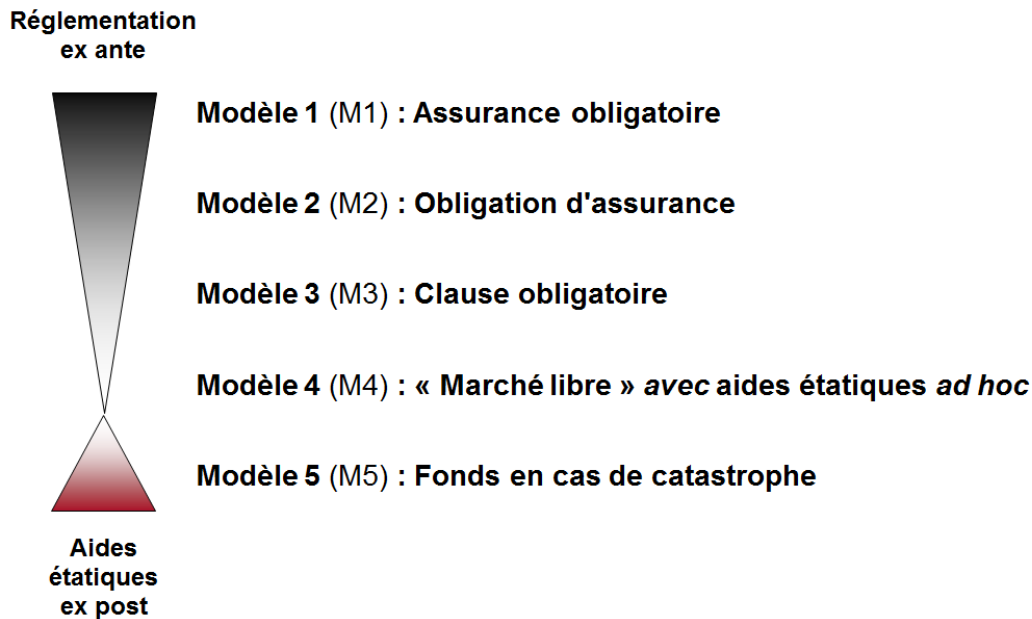 Réglementation
ex ante
Modèle 1 (M1) : Assurance obligatoire
Modèle 2 (M2) : Obligation d'assurance
Modèle 3 (M3) : Clause obligatoire
Modèle 4 (M4) : « Marché libre » avec aides étatiques ad hoc
Modèle 5 (M5) : Fonds en cas de catastrophe
Aides
étatiques
ex post